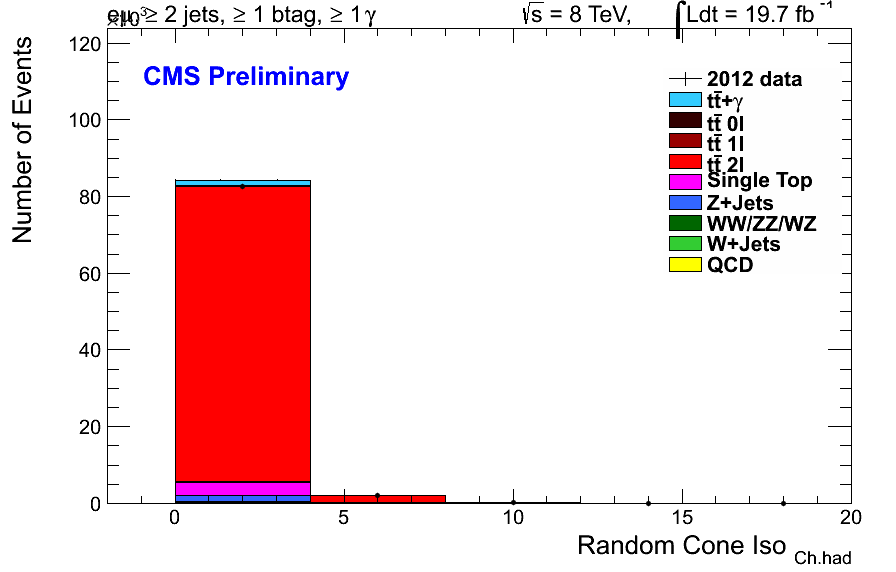 eμ, ≥ 2 jets, ≥ 1 btag, ≥ 1 γ √s = 8 TeV, ∫ Ldt = 19.7 fb⁻¹
×10³
CMS Preliminary
2012 data
tt̄+γ
tt̄ 0l
tt̄ 1l
tt̄ 2l
Single Top
Z+Jets
WW/ZZ/WZ
W+Jets
QCD
Number of Events
120
100
80
60
40
20
0
0 5 10 15 20
Random Cone Iso Ch.had